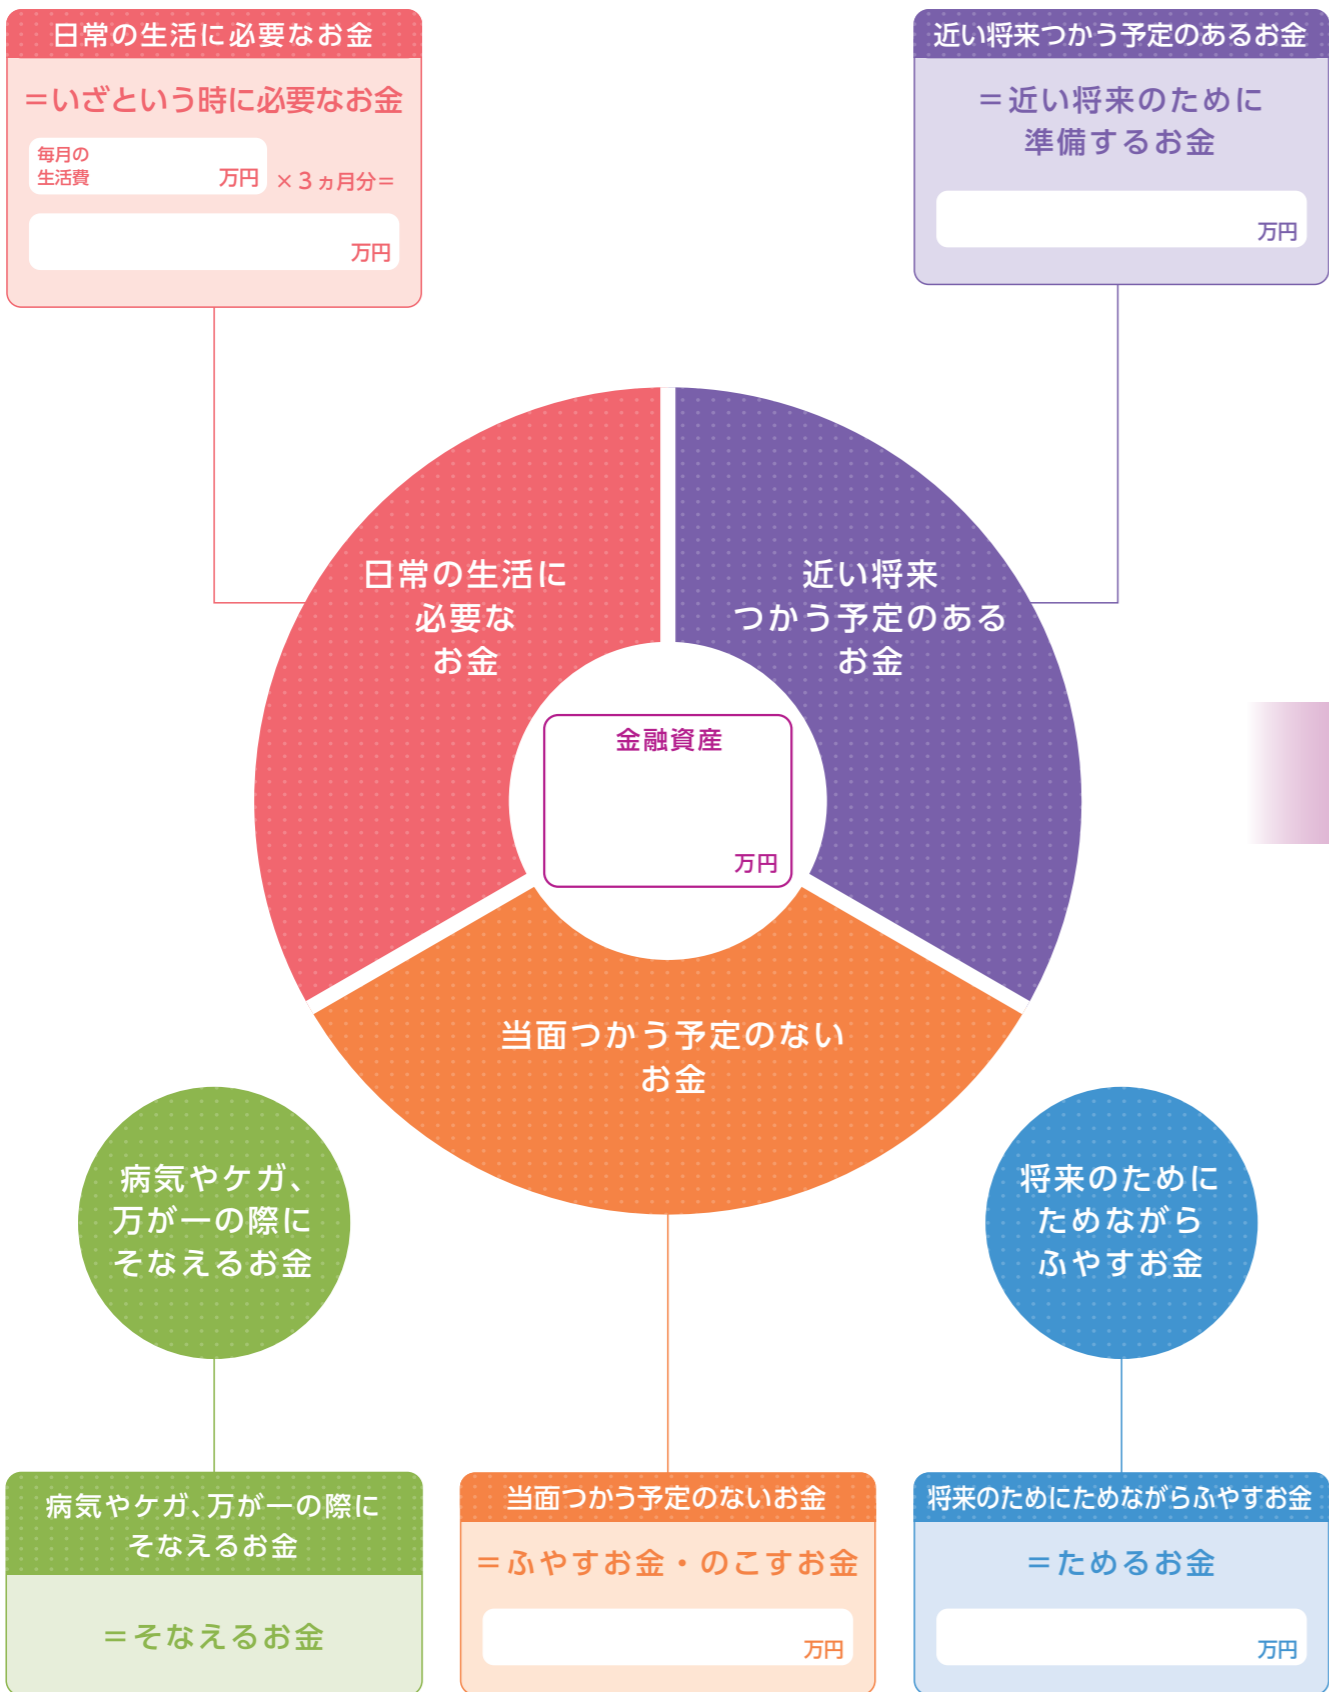 日常の生活に必要なお金
＝いざという時に必要なお金
毎月の
生活費
万円 ×３ヵ月分＝
万円
近い将来つかう予定のあるお金
＝近い将来のために
準備するお金
万円
日常の生活に
必要な
お金
近い将来
つかう予定のある
お金
金融資産
万円
当面つかう予定のない
お金
病気やケガ、
万が一の際に
そなえるお金
将来のために
ためながら
ふやすお金
病気やケガ、万が一の際に
そなえるお金
＝そなえるお金
当面つかう予定のないお金
＝ふやすお金・のこすお金
万円
将来のためにためながらふやすお金
＝ためるお金
万円